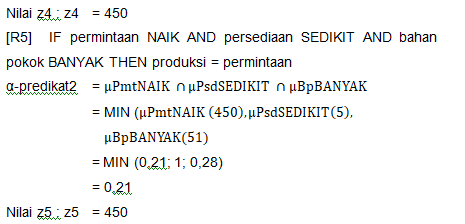 Nilai z4 : z4 = 450
[R5] IF permintaan NAIK AND persediaan SEDIKIT AND bahan
pokok BANYAK THEN produksi = permintaan
α-predikat2 = μPmtNAIK ∩ μPsdSEDIKIT ∩ μBpBANYAK
= MIN (μPmtNAIK (450),μPsdSEDIKIT(5),
μBpBANYAK(51)
= MIN (0,21; 1; 0,28)
= 0,21
Nilai z5 : z5 = 450